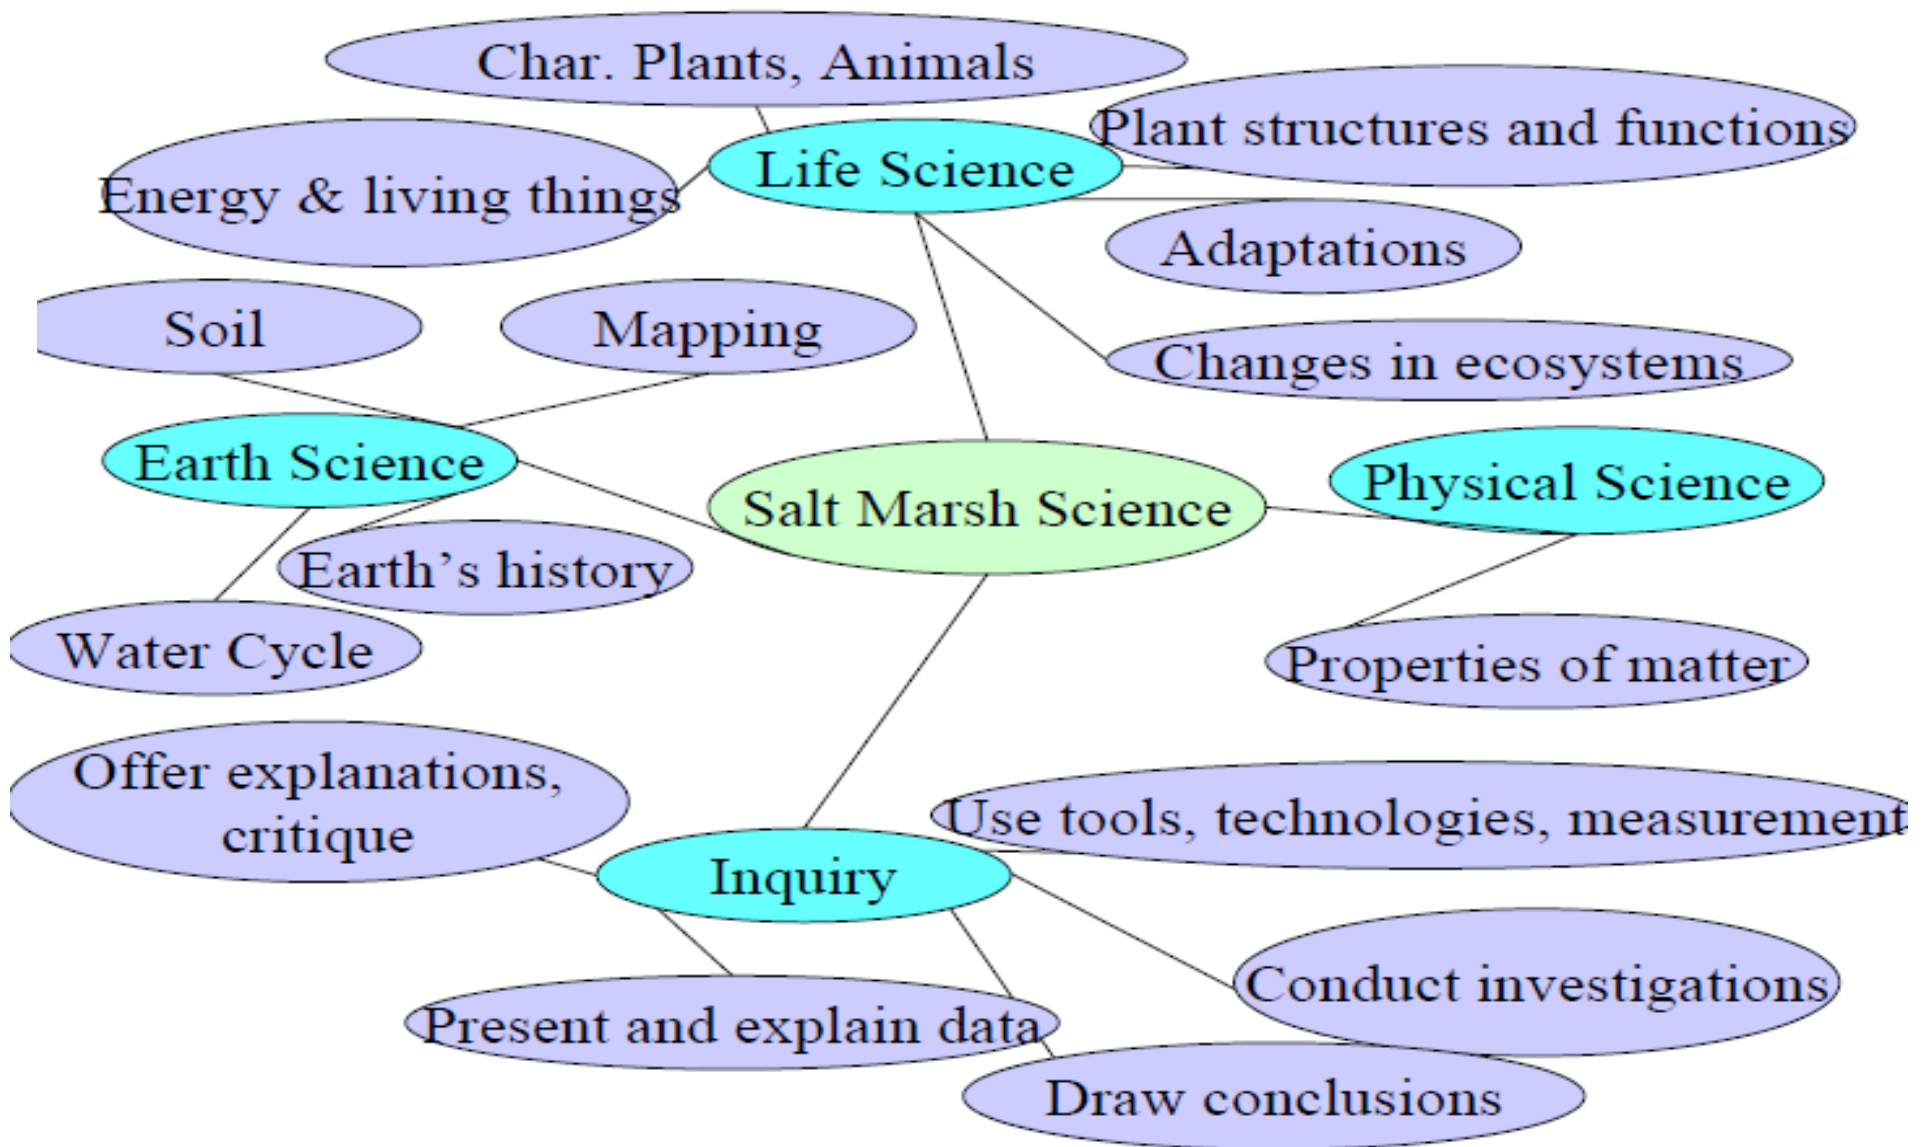 Char. Plants, Animals
Plant structures and functions
Life Science
Energy & living things
Adaptations
Soil
Mapping
Changes in ecosystems
Earth Science
Physical Science
Salt Marsh Science
Earth’s history
Water Cycle
Properties of matter
Offer explanations,
critique
Use tools, technologies, measurement
Inquiry
Conduct investigations
Present and explain data
Draw conclusions